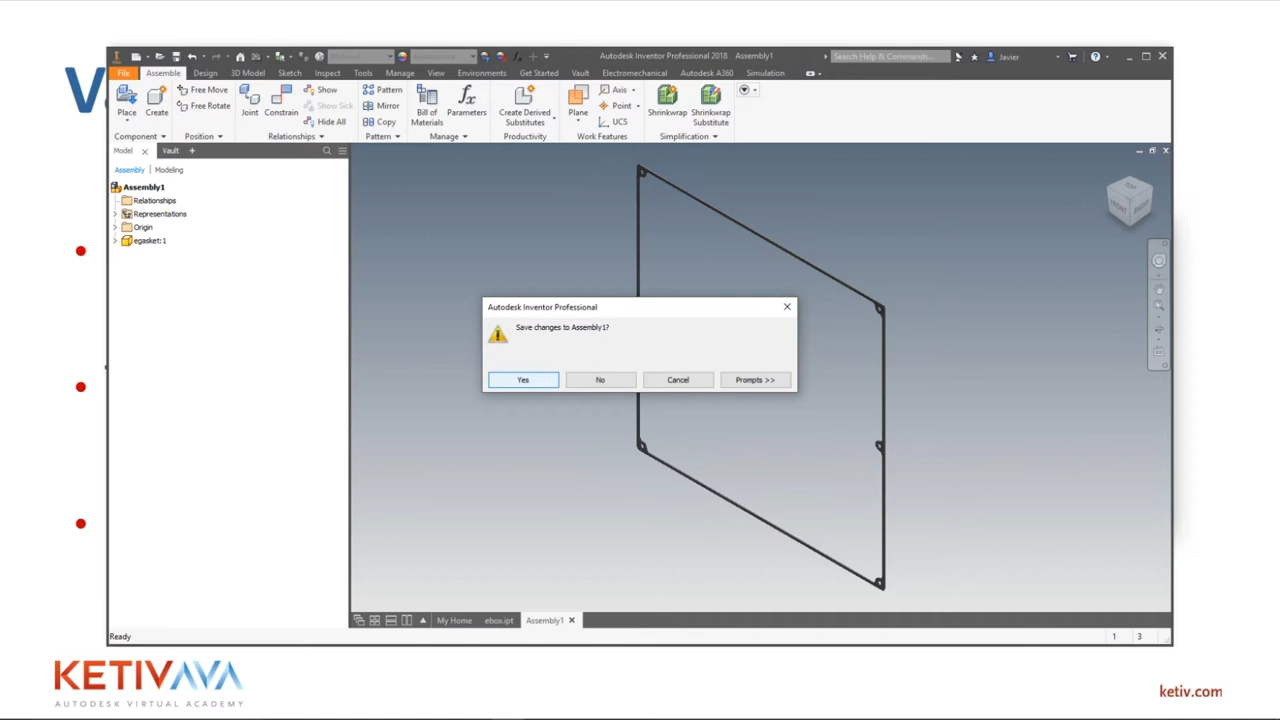 V
Autodesk Inventor Professional 2018 Assembly1
Search Help & Commands...
Javier
File Assemble Design 3D Model Sketch Inspect Tools Manage View Environments Get Started Vault Electromechanical Autodesk A360 Simulation
Place
Create
Free Move
Free Rotate
Joint
Constrain
Show
Show Sick
Hide All
Pattern
Mirror
Copy
Bill of
Materials
Parameters
Create Derived
Substitutes
Plane
Axis
Point
UCS
Shrinkwrap
Shrinkwrap
Substitute
Component Position Relationships Pattern Manage Productivity Work Features Simplification
Model Vault +
Assembly Modeling
Assembly1
Relationships
Representations
Origin
egasket:1
TOP
FRONT RIGHT
Autodesk Inventor Professional
Save changes to Assembly1?
Yes No Cancel Prompts >>
My Home ebox.ipt Assembly1
Ready 1 3
KETIVAVA
AUTODESK VIRTUAL ACADEMY
ketiv.com